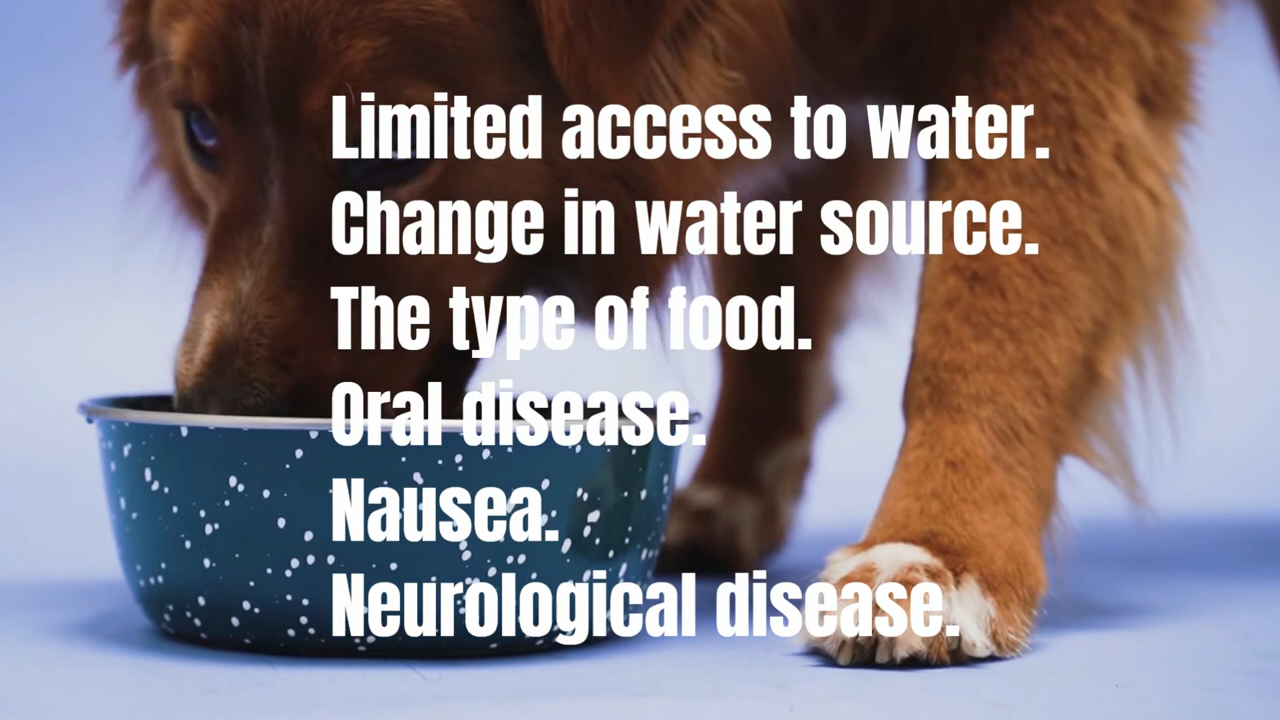 Limited access to water.
Change in water source.
The type of food.
Oral disease.
Nausea.
Neurological disease.